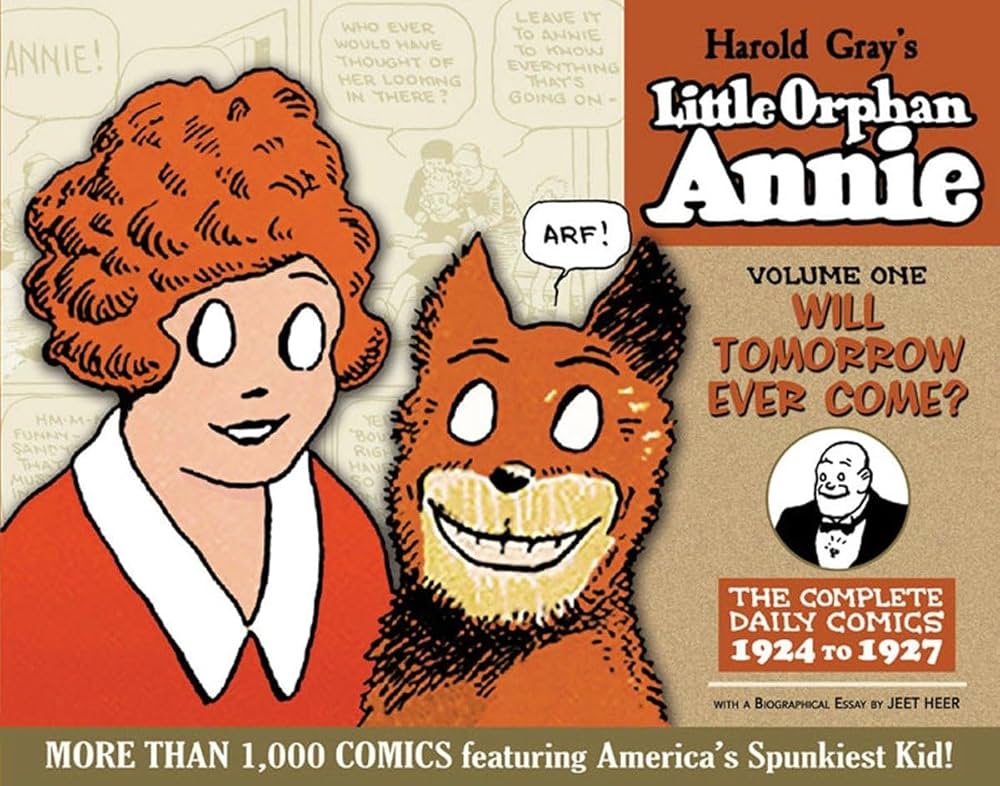 ANNIE!
WHO EVER
WOULD HAVE
THOUGHT OF
HER LOOKING
IN THERE?
LEAVE IT
TO ANNIE
TO KNOW
EVERYTHING
THAT'S
GOING ON-
Harold Gray's
Little Orphan
Annie
ARF!
VOLUME ONE
WILL
TOMORROW
EVER COME?
HM-M-M
FUNNY-
SANDY
THE COMPLETE
DAILY COMICS
1924 TO 1927
WITH A BIOGRAPHICAL ESSAY BY JEET HEER
MORE THAN 1,000 COMICS featuring America's Spunkiest Kid!